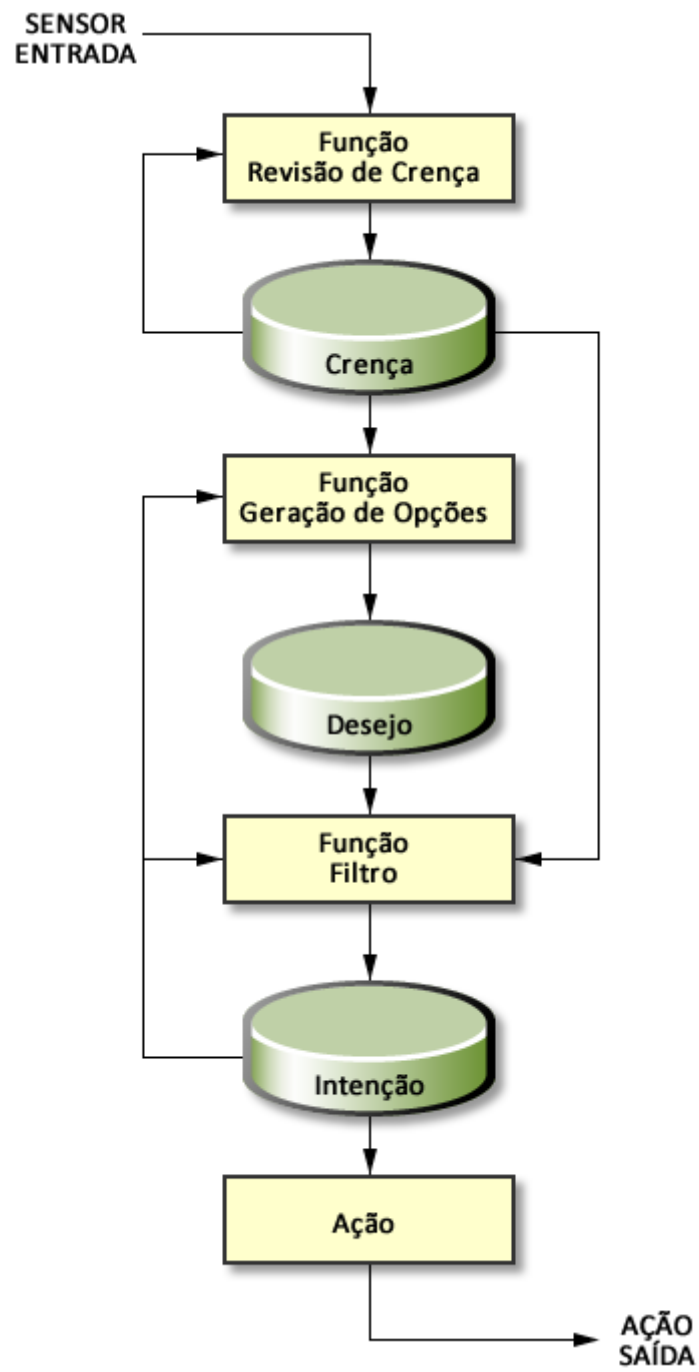 SENSOR
ENTRADA
Função
Revisão de Crença
Crença
Função
Geração de Opções
Desejo
Função
Filtro
Intenção
Ação
AÇÃO
SAÍDA